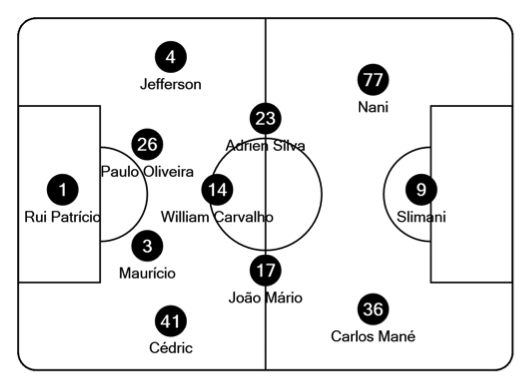 4
Jefferson
77
Nani
23
Adrien Silva
26
Paulo Oliveira
1
Rui Patrício
14
William Carvalho
9
Slimani
3
Maurício
17
João Mário
41
Cédric
36
Carlos Mané